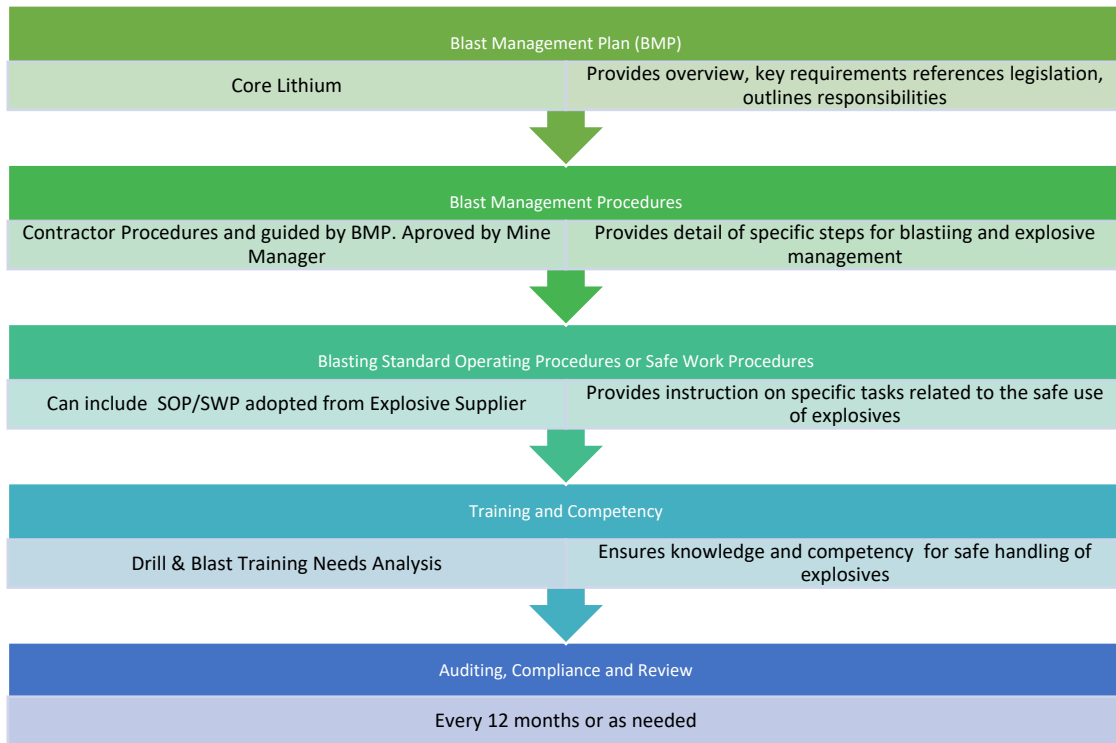 Blast Management Plan (BMP)
Core Lithium
Provides overview, key requirements references legislation,
outlines responsibilities
Blast Management Procedures
Contractor Procedures and guided by BMP. Aproved by Mine
Manager
Provides detail of specific steps for blastiing and explosive
management
Blasting Standard Operating Procedures or Safe Work Procedures
Can include  SOP/SWP adopted from Explosive Supplier
Provides instruction on specific tasks related to the safe use
of explosives
Training and Competency
Drill & Blast Training Needs Analysis
Ensures knowledge and competency  for safe handling of
explosives
Auditing, Compliance and Review
Every 12 months or as needed